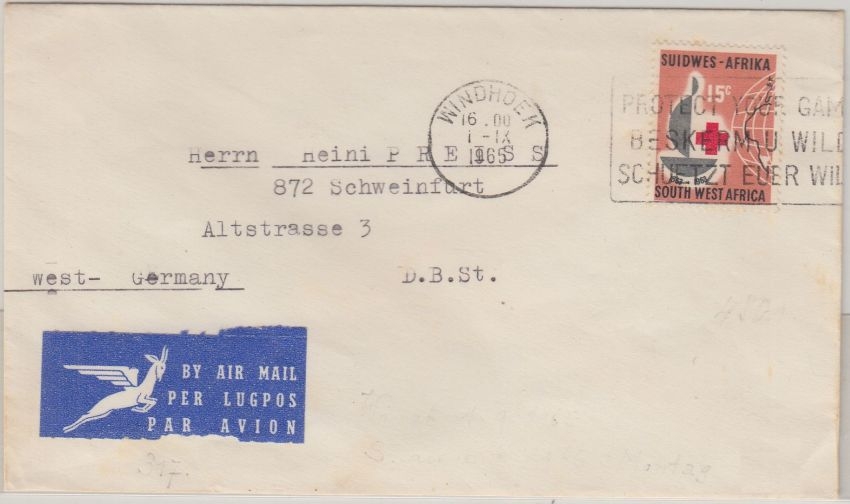 WINDHOEK
16.00
1-IX
1965
SUIDWES-AFRIKA
15c
SOUTH WEST AFRICA
PROTECT YOUR GAM
BESKERM U WILD
SCHUETZT EUER WIL
Herrn Heini P R E I S S
872 Schweinfurt
Altstrasse 3
West- Germany D.B.St.
BY AIR MAIL
PER LUGPOS
PAR AVION
317.